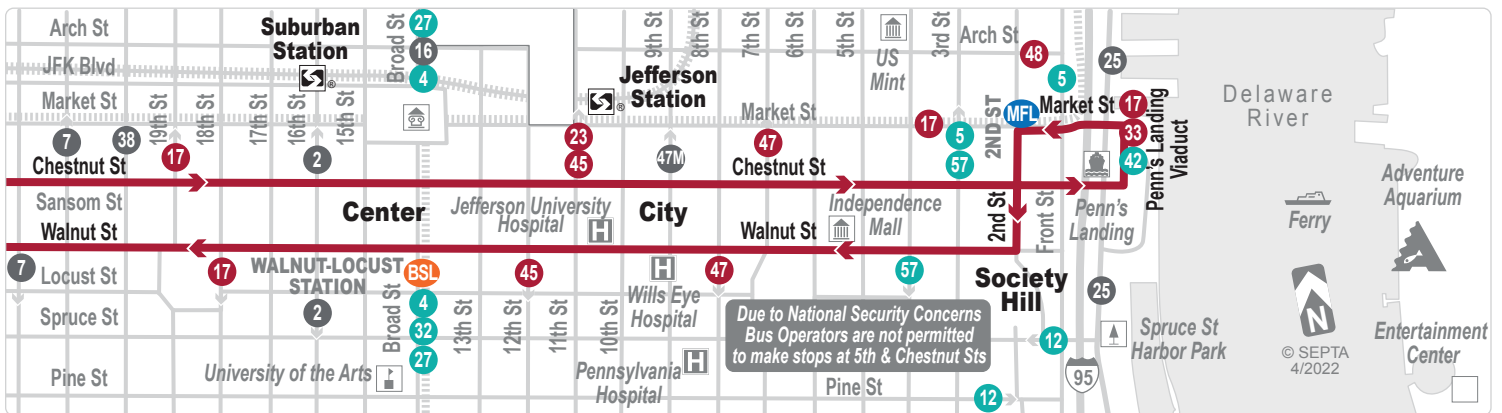 Arch St
JFK Blvd
Market St
Suburban
Station
®
Broad St
27
16
4
Jefferson
Station
®
9th St
8th St
7th St
6th St
5th St
US
Mint
3rd St
Arch St
48
5
25
Delaware
River
19th St
18th St
17th St
16th St
15th St
7
38
17
2
23
45
47M
Market St
47
17
5
57
2ND ST
MFL
Market St
17
33
42
Penn's Landing
Viaduct
Chestnut St
Chestnut St
Sansom St
Center
Jefferson University
Hospital
H
City
Independence
Mall
2nd St
Front St
Penn's
Landing
Ferry
Adventure
Aquarium
Walnut St
Walnut St
7
Locust St
17
WALNUT-LOCUST
STATION
BSL
45
H
Wills Eye
Hospital
47
57
Society
Hill
25
N
Spruce St
2
Broad St
4
32
27
13th St
12th St
11th St
10th St
Due to National Security Concerns
Bus Operators are not permitted
to make stops at 5th & Chestnut Sts
12
Spruce St
Harbor Park
© SEPTA
4/2022
Entertainment
Center
Pine St
University of the Arts
Pennsylvania
Hospital
H
Pine St
12
95